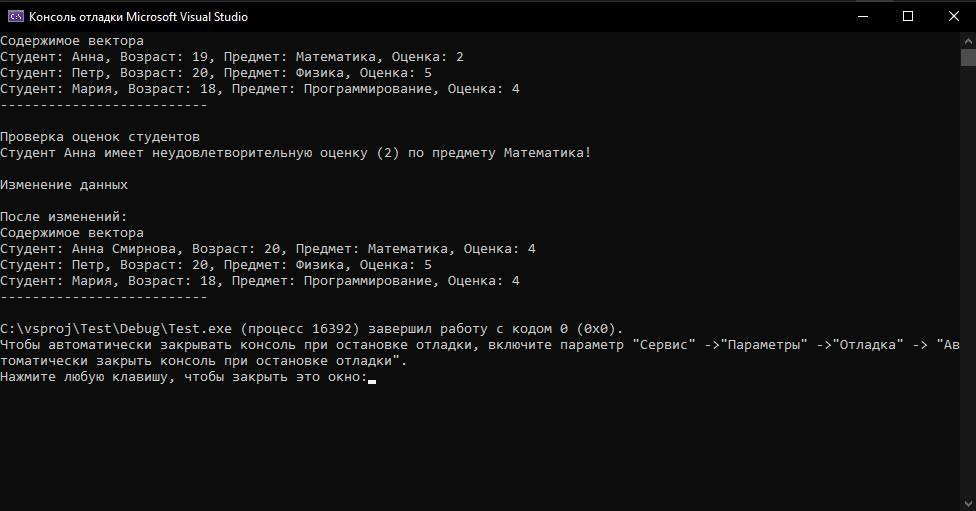 Консоль отладки Microsoft Visual Studio
Содержимое вектора
Студент: Анна, Возраст: 19, Предмет: Математика, Оценка: 2
Студент: Петр, Возраст: 20, Предмет: Физика, Оценка: 5
Студент: Мария, Возраст: 18, Предмет: Программирование, Оценка: 4
--------------------------
Проверка оценок студентов
Студент Анна имеет неудовлетворительную оценку (2) по предмету Математика!
Изменение данных
После изменений:
Содержимое вектора
Студент: Анна Смирнова, Возраст: 20, Предмет: Математика, Оценка: 4
Студент: Петр, Возраст: 20, Предмет: Физика, Оценка: 5
Студент: Мария, Возраст: 18, Предмет: Программирование, Оценка: 4
--------------------------
C:\vsproj\Test\Debug\Test.exe (процесс 16392) завершил работу с кодом 0 (0x0).
Чтобы автоматически закрывать консоль при остановке отладки, включите параметр "Сервис" ->"Параметры" ->"Отладка" -> "Ав
томатически закрыть консоль при остановке отладки".
Нажмите любую клавишу, чтобы закрыть это окно: